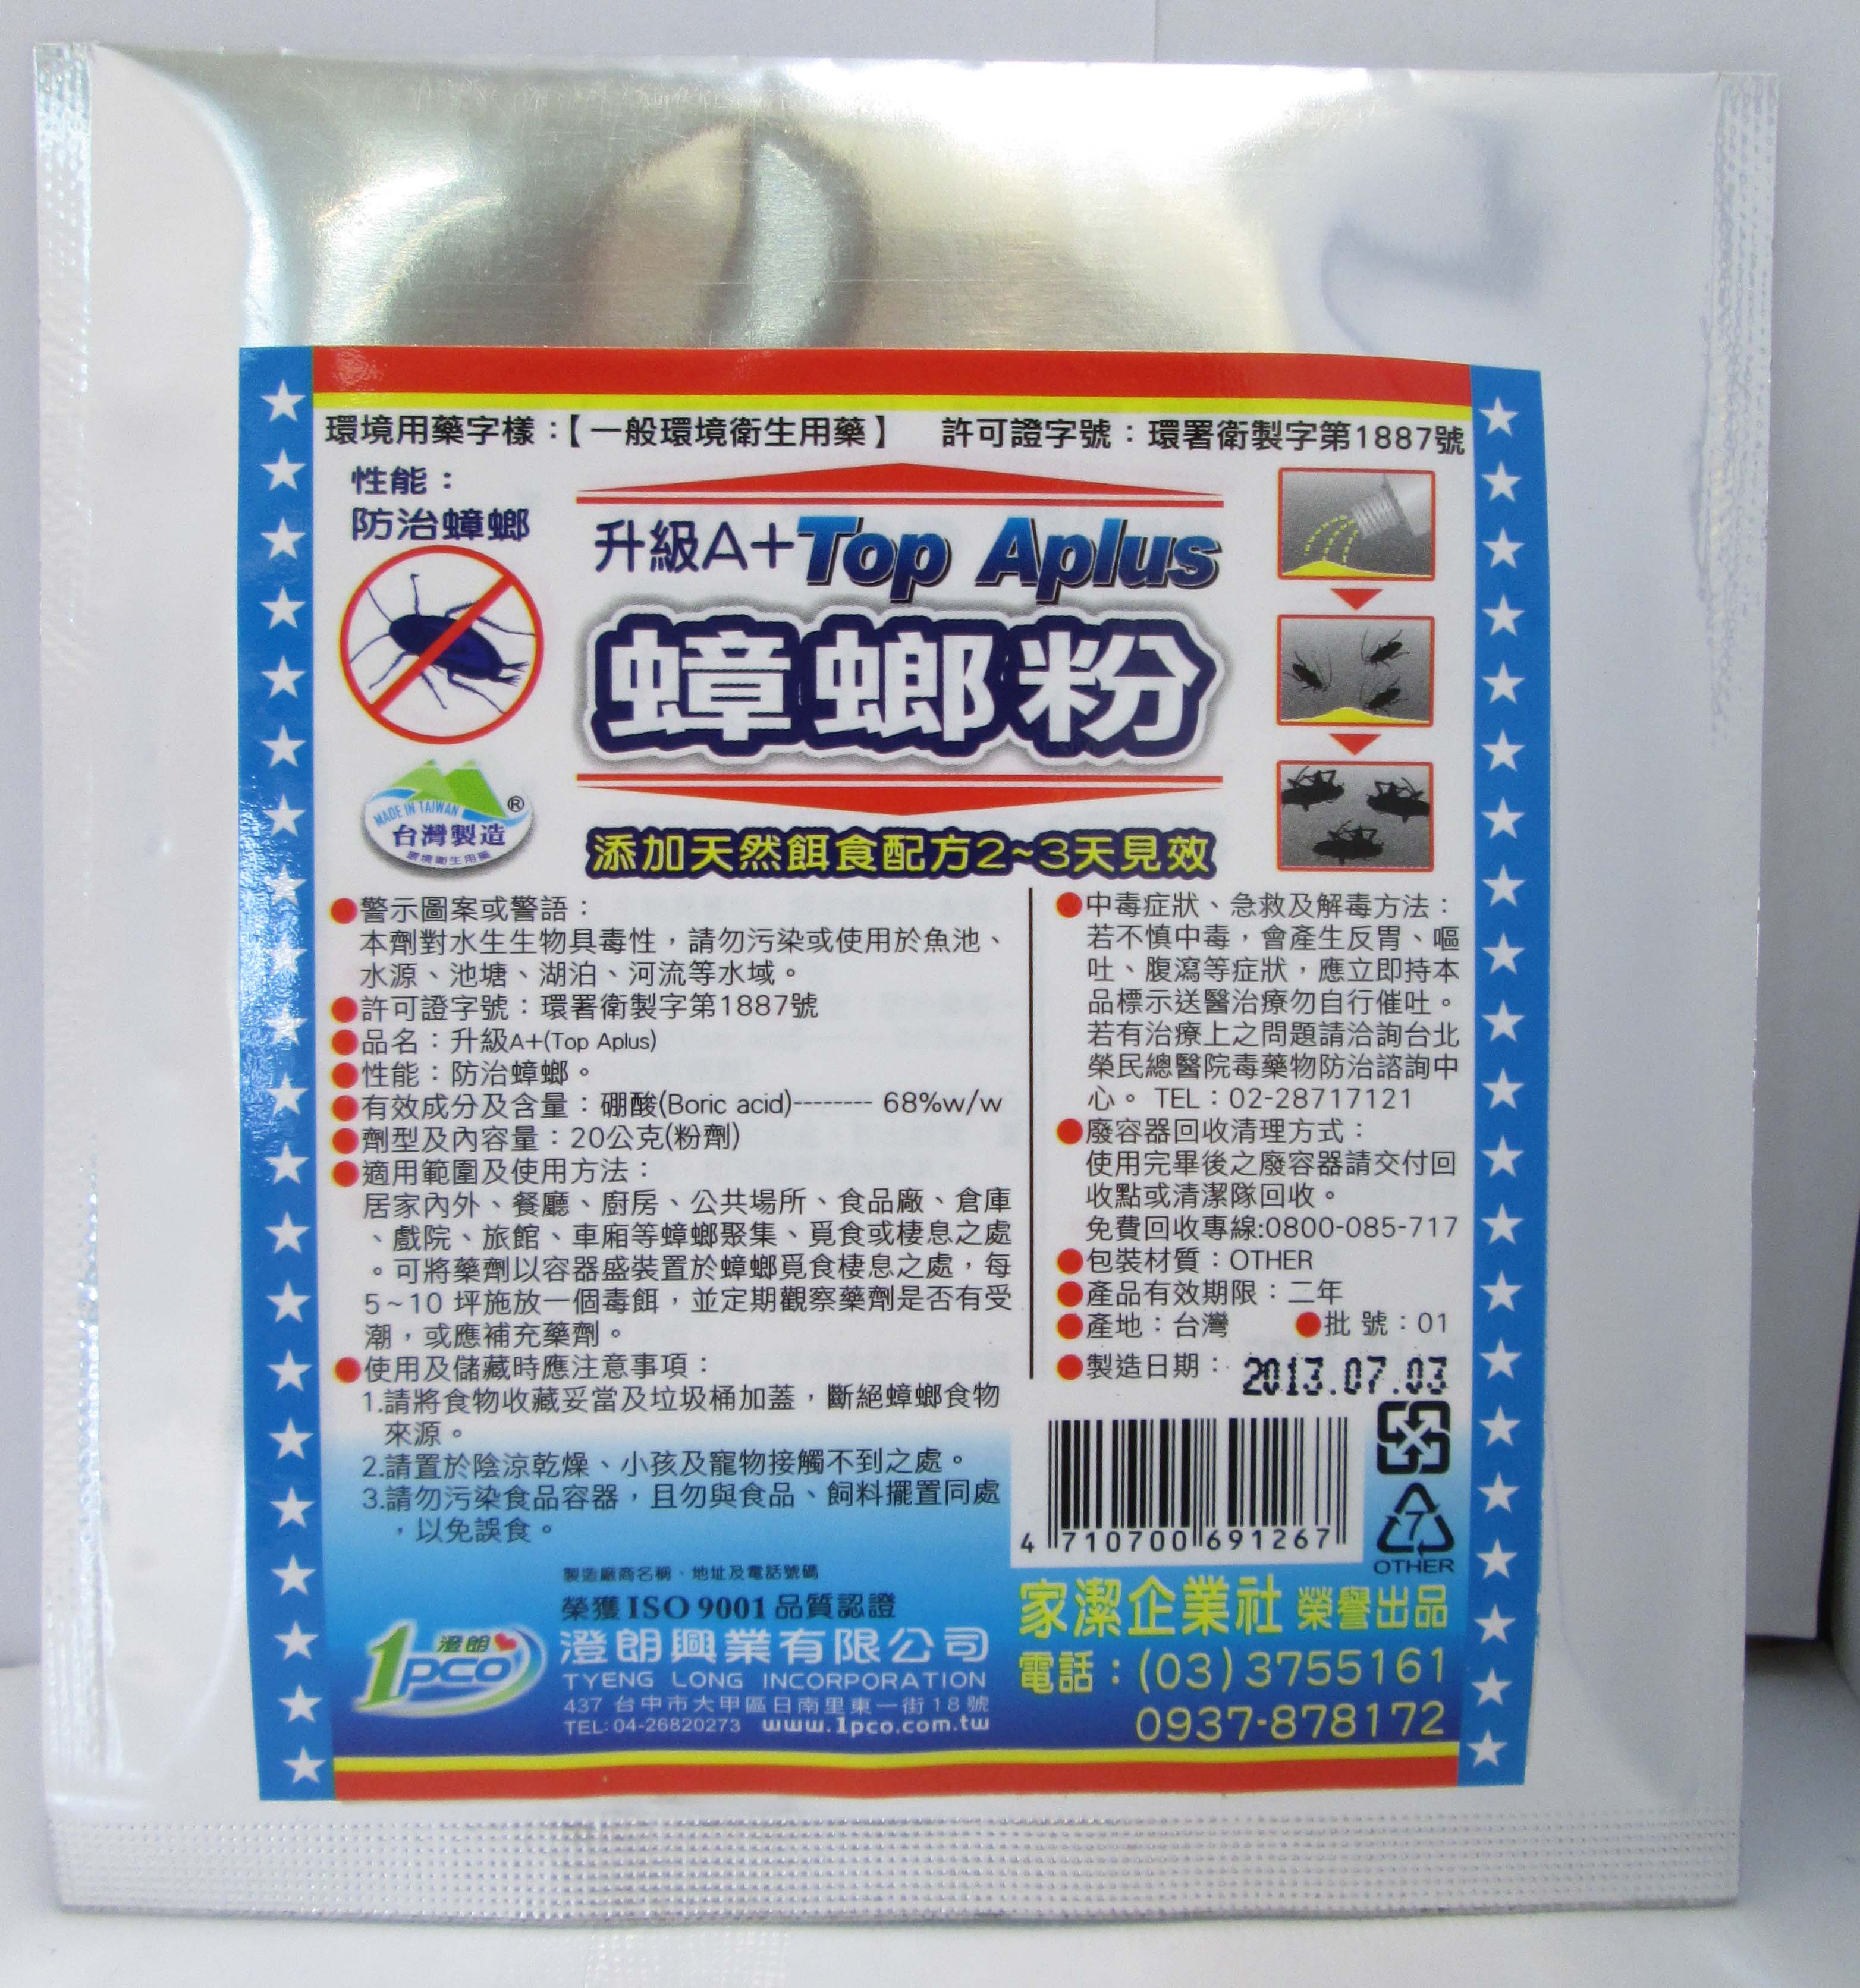 環境用藥字樣：【一般環境衛生用藥】 許可證字號：環署衛製字第1887號
性能：
防治蟑螂
升級A+Top Aplus
蟑螂粉
MADE IN TAIWAN ®
台灣製造
環境衛生用藥
添加天然餌食配方2~3天見效
●警示圖案或警語：
本劑對水生生物具毒性，請勿污染或使用於魚池、
水源、池塘、湖泊、河流等水域。
●許可證字號：環署衛製字第1887號
●品名：升級A+(Top Aplus)
●性能：防治蟑螂。
●有效成分及含量：硼酸(Boric acid)-------- 68%w/w
●劑型及內容量：20公克(粉劑)
●適用範圍及使用方法：
居家內外、餐廳、廚房、公共場所、食品廠、倉庫
、戲院、旅館、車廂等蟑螂聚集、覓食或棲息之處
。可將藥劑以容器盛裝置於蟑螂覓食棲息之處，每
5~10 坪施放一個毒餌，並定期觀察藥劑是否有受
潮，或應補充藥劑。
●使用及儲藏時應注意事項：
1.請將食物收藏妥當及垃圾桶加蓋，斷絕蟑螂食物
來源。
2.請置於陰涼乾燥、小孩及寵物接觸不到之處。
3.請勿污染食品容器，且勿與食品、飼料擺置同處
，以免誤食。
●中毒症狀、急救及解毒方法：
若不慎中毒，會產生反胃、嘔
吐、腹瀉等症狀，應立即持本
品標示送醫治療勿自行催吐。
若有治療上之問題請洽詢台北
榮民總醫院毒藥物防治諮詢中
心。 TEL：02-28717121
●廢容器回收清理方式：
使用完畢後之廢容器請交付回
收點或清潔隊回收。
免費回收專線:0800-085-717
●包裝材質：OTHER
●產品有效期限：二年
●產地：台灣 ●批 號：01
●製造日期： 2013.07.03
4 710700 691267
7
OTHER
製造廠商名稱、地址及電話號碼
榮獲 ISO 9001 品質認證
1pco 澄朗
澄朗興業有限公司
TYENG LONG INCORPORATION
437 台中市大甲區日南里東一街18號
TEL:04-26820273 www.1pco.com.tw
家潔企業社 榮譽出品
電話：(03)3755161
0937-878172